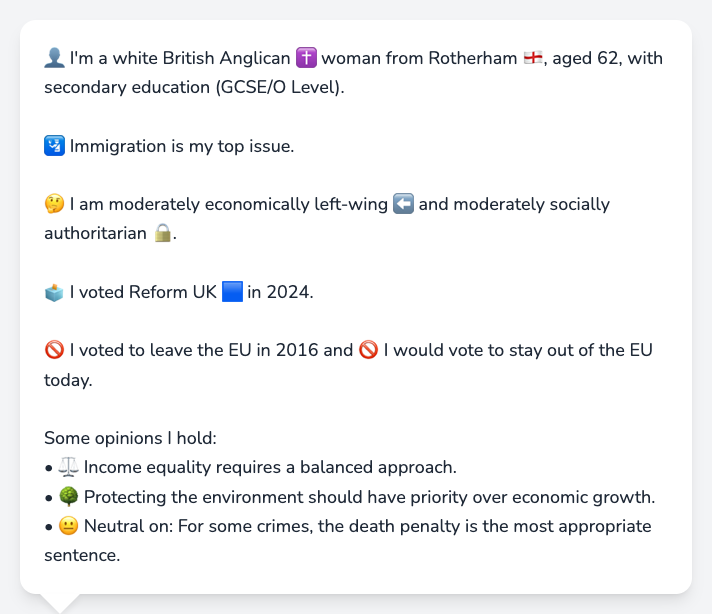 👤 I'm a white British Anglican ✝️ woman from Rotherham 🏴󠁧󠁢󠁥󠁮󠁧󠁿, aged 62, with
secondary education (GCSE/O Level).
🛂 Immigration is my top issue.
🤔 I am moderately economically left-wing ⬅️ and moderately socially
authoritarian 🔒.
🗳️ I voted Reform UK 🟦 in 2024.
🚫 I voted to leave the EU in 2016 and 🚫 I would vote to stay out of the EU
today.
Some opinions I hold:
• ⚖️ Income equality requires a balanced approach.
• 🌳 Protecting the environment should have priority over economic growth.
• 😐 Neutral on: For some crimes, the death penalty is the most appropriate
sentence.